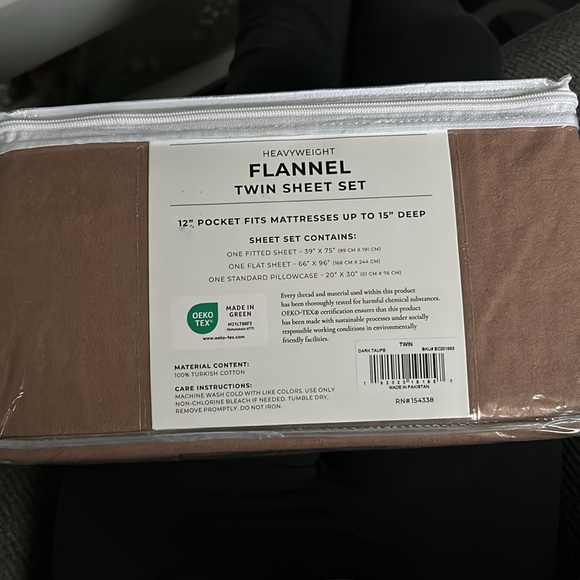 HEAVYWEIGHT
FLANNEL
TWIN SHEET SET
12" POCKET FITS MATTRESSES UP TO 15" DEEP
SHEET SET CONTAINS:
ONE FITTED SHEET - 39" X 75" (99 CM X 191 CM)
ONE FLAT SHEET - 66" X 96" (168 CM X 244 CM)
ONE STANDARD PILLOWCASE - 20" X 30" (51 CM X 76 CM)
OEKO
TEX®
MADE IN
GREEN
M21LT88F3
Hohenstein HTTI
www.oeko-tex.com
Every thread and material used within this product
has been thoroughly tested for harmful chemical substances.
OEKO-TEX® certification ensures that this product
has been made with sustainable processes under socially
responsible working conditions in environmentally
friendly facilities.
MATERIAL CONTENT:
100% TURKISH COTTON
CARE INSTRUCTIONS:
MACHINE WASH COLD WITH LIKE COLORS. USE ONLY
NON-CHLORINE BLEACH IF NEEDED. TUMBLE DRY,
REMOVE PROMPTLY. DO NOT IRON.
TWIN
DARK TAUPE
MADE IN PAKISTAN
RN# 154338